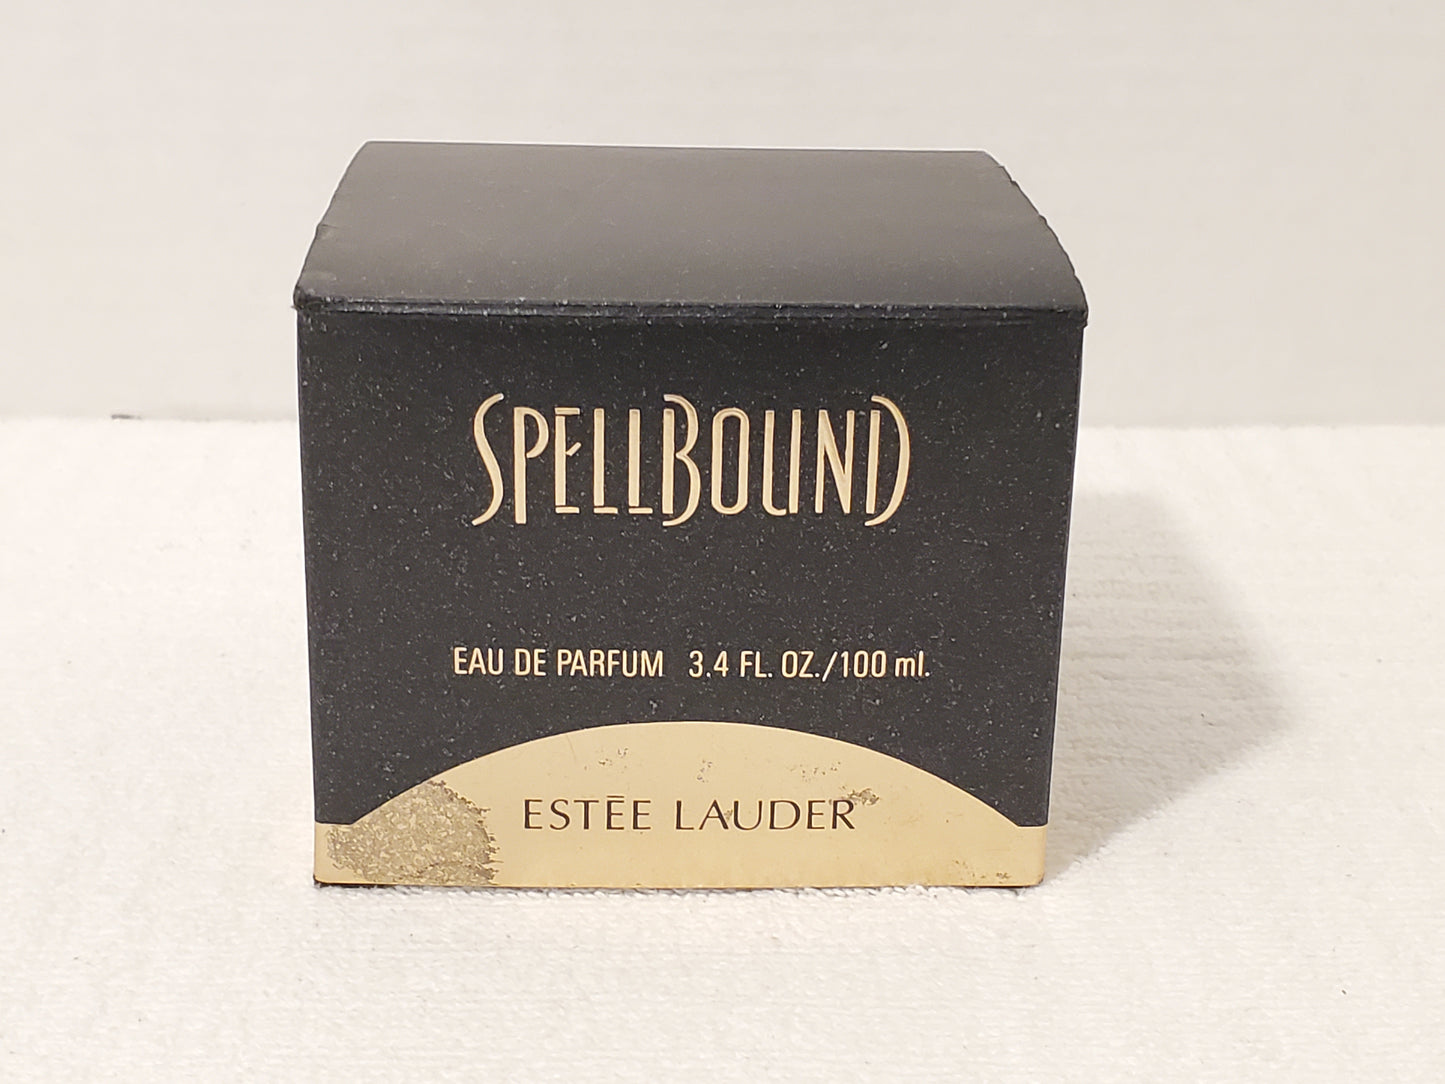 SPELLBOUND
EAU DE PARFUM 3.4 FL. OZ./100 ml.
ESTĒE LAUDER